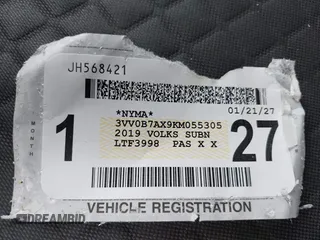 JH568421
*NYMA* 01/21/27
3VV0B7AX9KM055305
2019 VOLKS SUBN
LTF3998 PAS X X
MONTH
1 27
VEHICLE REGISTRATION
DREAMBID